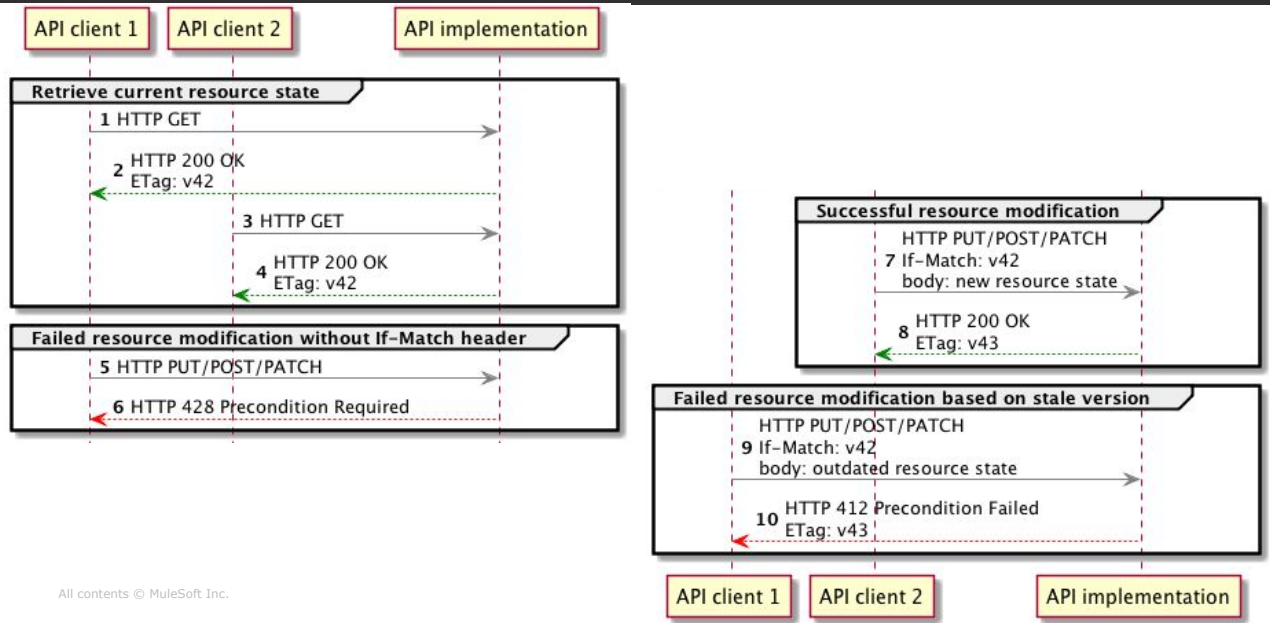 API client 1
API client 2
API implementation
Retrieve current resource state
1 HTTP GET
2 HTTP 200 OK
ETag: v42
3 HTTP GET
4 HTTP 200 OK
ETag: v42
Failed resource modification without If-Match header
5 HTTP PUT/POST/PATCH
6 HTTP 428 Precondition Required
All contents © MuleSoft Inc.
Successful resource modification
HTTP PUT/POST/PATCH
7 If-Match: v42
body: new resource state
8 HTTP 200 OK
ETag: v43
Failed resource modification based on stale version
HTTP PUT/POST/PATCH
9 If-Match: v42
body: outdated resource state
10 HTTP 412 Precondition Failed
ETag: v43
API client 1
API client 2
API implementation